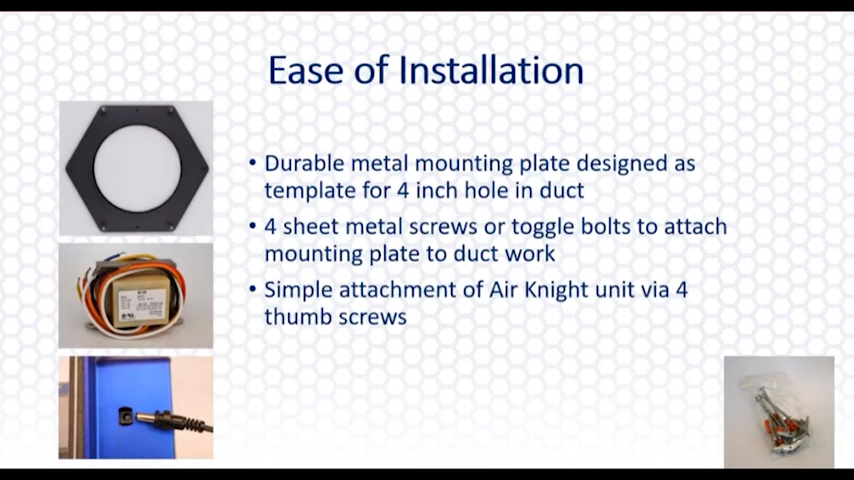 Ease of Installation
• Durable metal mounting plate designed as
template for 4 inch hole in duct
• 4 sheet metal screws or toggle bolts to attach
mounting plate to duct work
• Simple attachment of Air Knight unit via 4
thumb screws